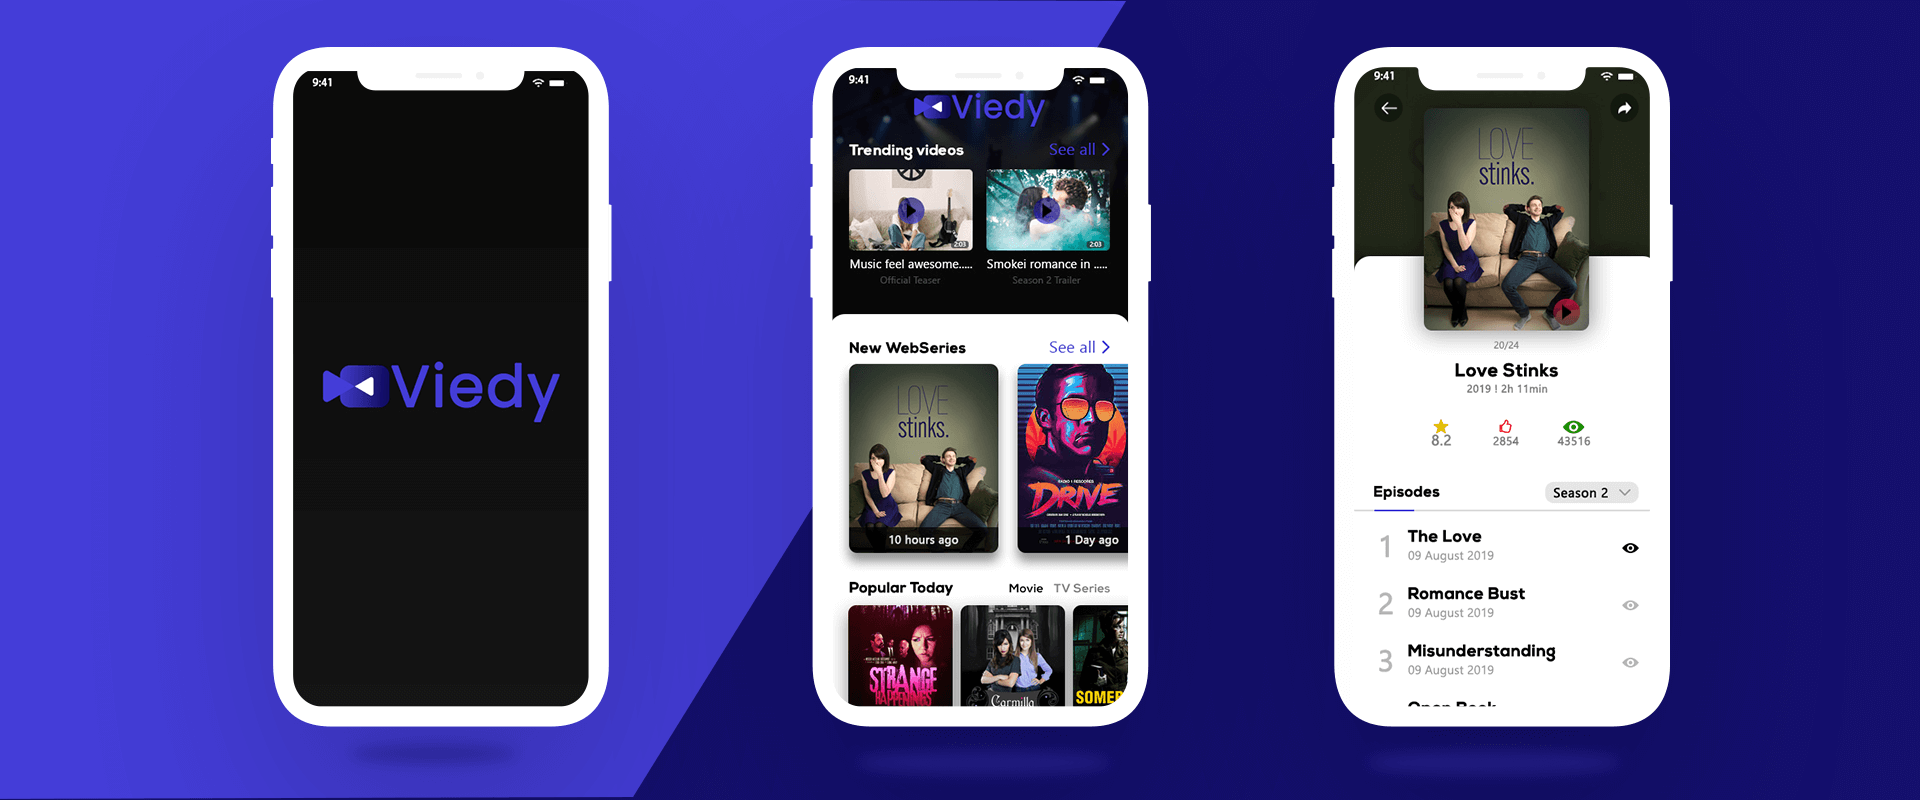 9:41
Viedy
9:41
Viedy
Trending videos
See all
2:03
2:03
Music feel awesome.....
Smokei romance in .....
Official Teaser
Season 2 Trailer
New WebSeries
See all
LOVE
stinks.
DRIVE
10 hours ago
1 Day ago
Popular Today
Movie
TV Series
STRANGE
HAPPENINGS
Carmilla
SOMER
9:41
LOVE
stinks.
20/24
Love Stinks
2019 ! 2h 11min
8.2
2854
43516
Episodes
Season 2
1
The Love
09 August 2019
2
Romance Bust
09 August 2019
3
Misunderstanding
09 August 2019
Open Book